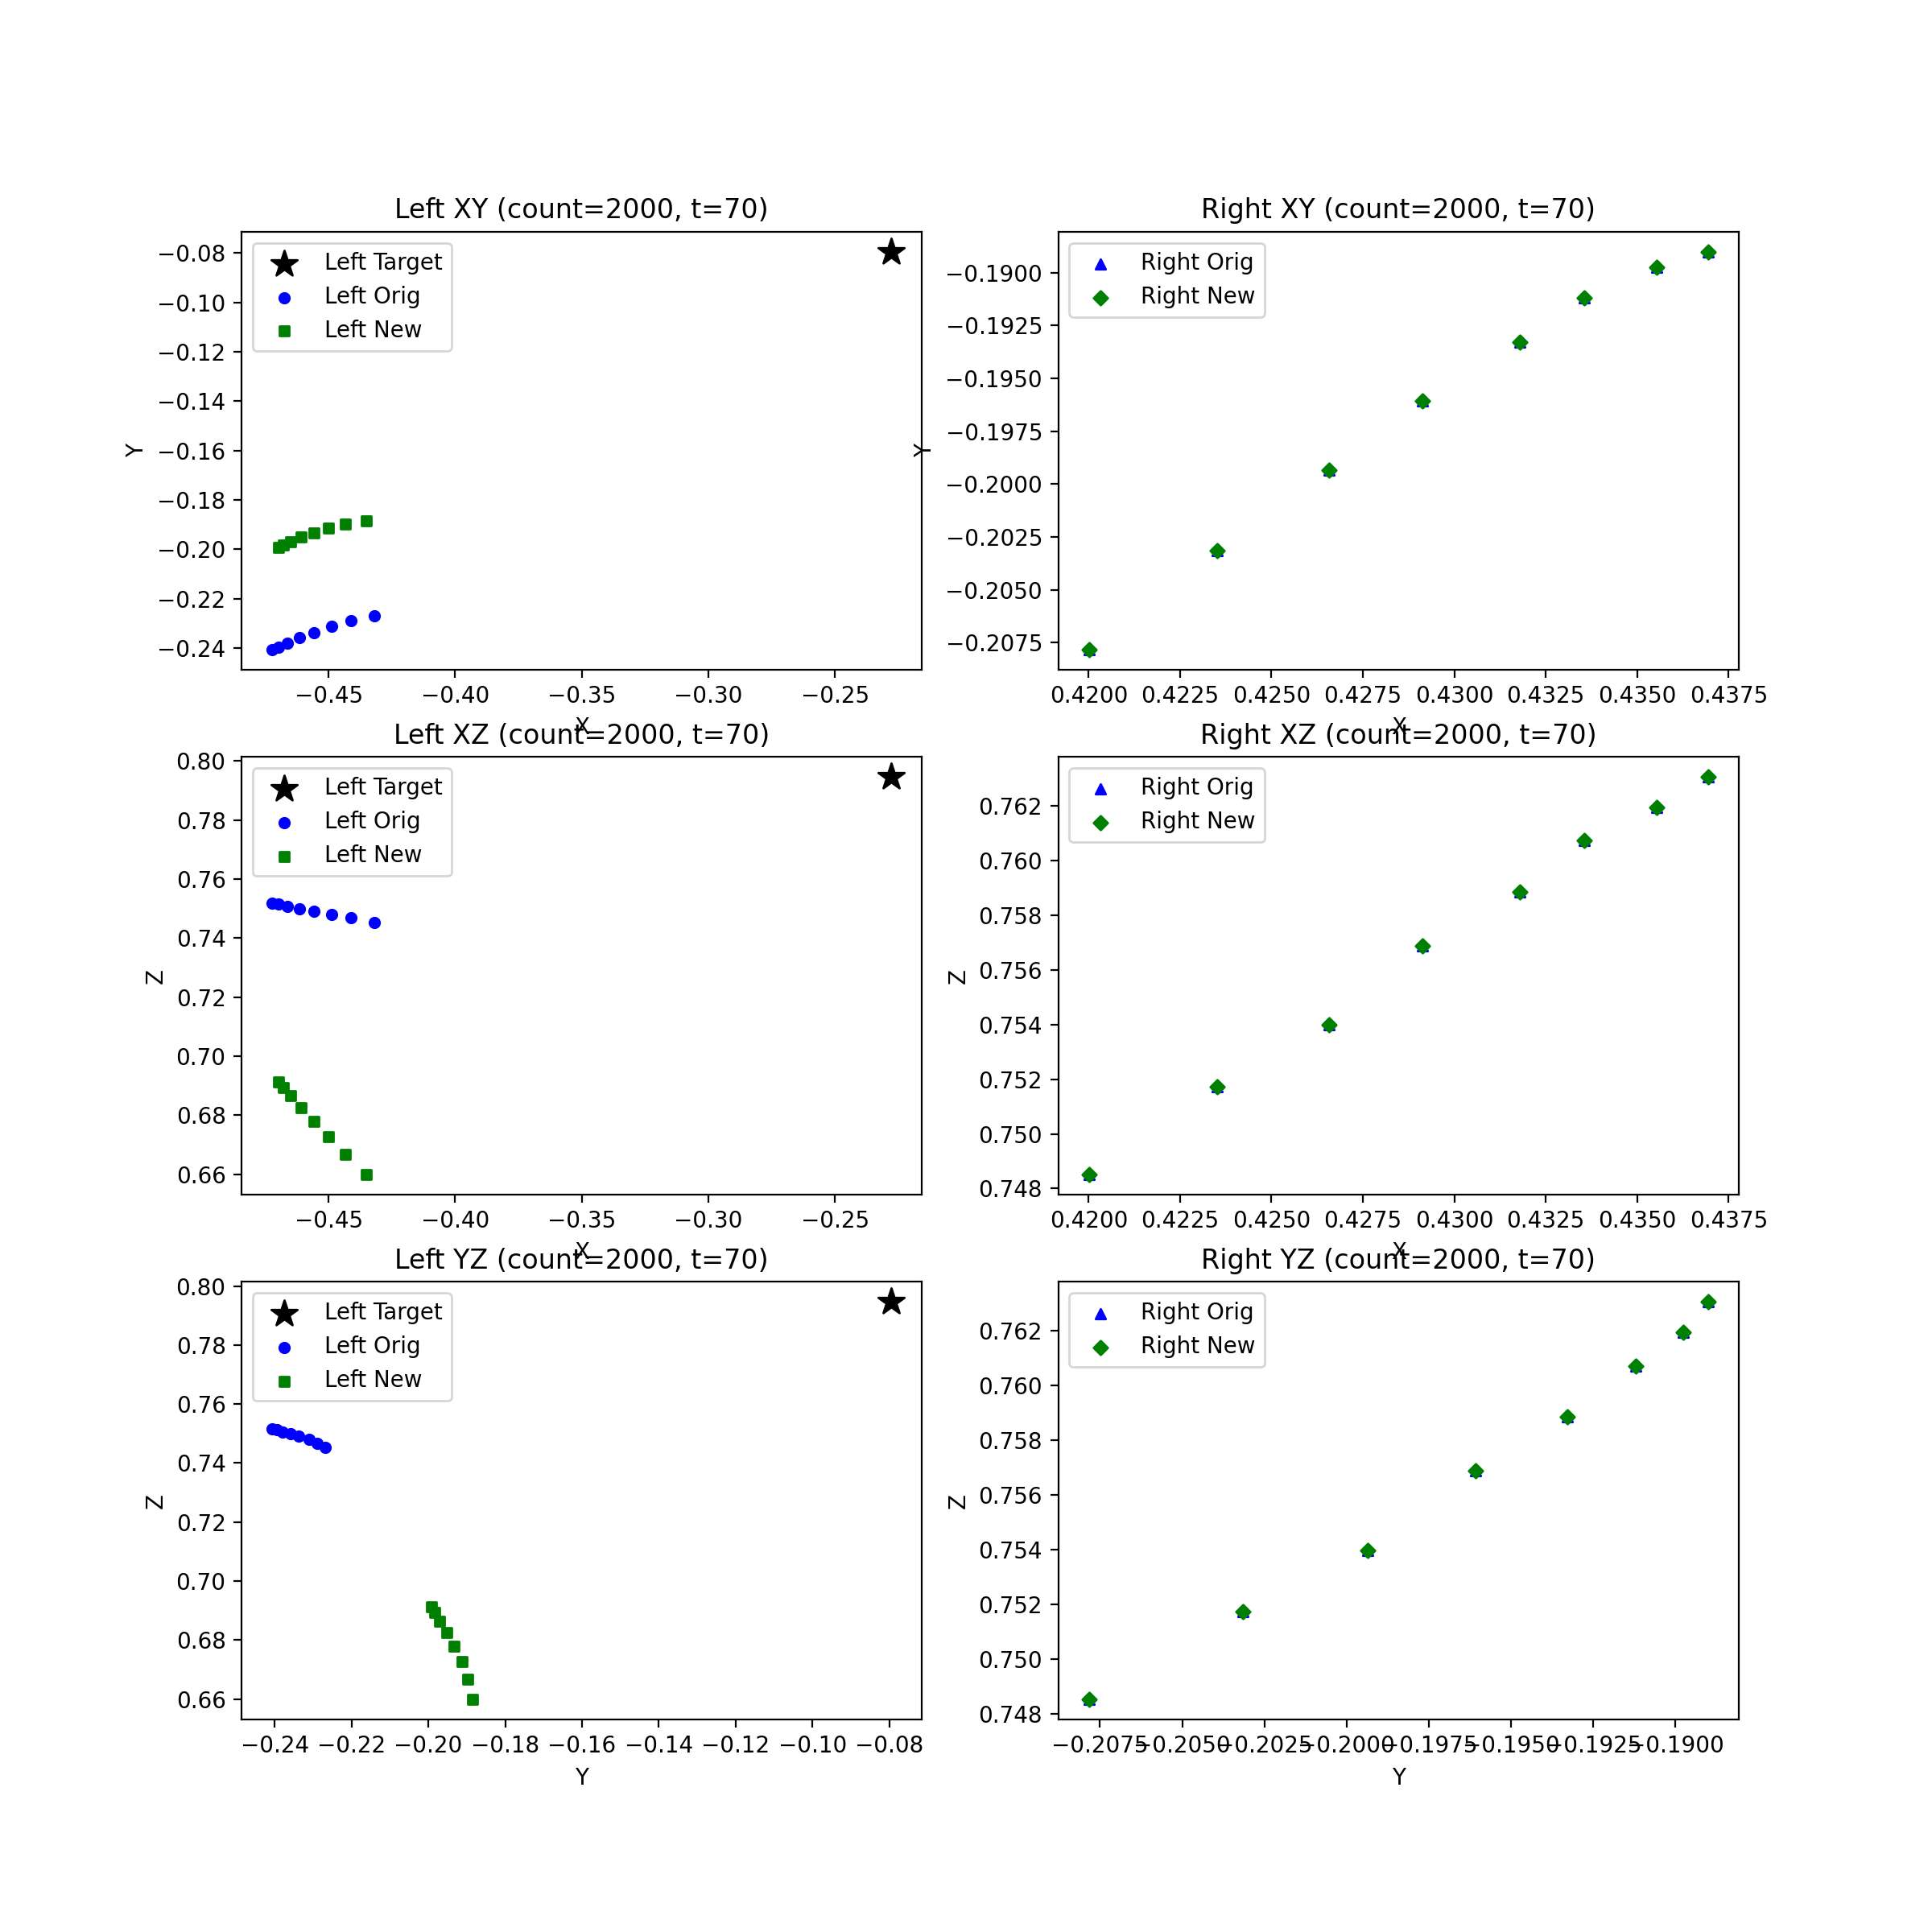 Left XY (count=2000, t=70)
−0.08
−0.10
−0.12
−0.14
−0.16
−0.18
−0.20
−0.22
−0.24
Y
Left Target
Left Orig
Left New
−0.45 −0.40 −0.35 −0.30 −0.25
X
Right XY (count=2000, t=70)
−0.1900
−0.1925
−0.1950
−0.1975
−0.2000
−0.2025
−0.2050
−0.2075
Y
Right Orig
Right New
0.4200 0.4225 0.4250 0.4275 0.4300 0.4325 0.4350 0.4375
X
Left XZ (count=2000, t=70)
0.80
0.78
0.76
0.74
0.72
0.70
0.68
0.66
Z
Left Target
Left Orig
Left New
−0.45 −0.40 −0.35 −0.30 −0.25
X
Right XZ (count=2000, t=70)
0.762
0.760
0.758
0.756
0.754
0.752
0.750
0.748
Z
Right Orig
Right New
0.4200 0.4225 0.4250 0.4275 0.4300 0.4325 0.4350 0.4375
X
Left YZ (count=2000, t=70)
0.80
0.78
0.76
0.74
0.72
0.70
0.68
0.66
Z
Left Target
Left Orig
Left New
−0.24 −0.22 −0.20 −0.18 −0.16 −0.14 −0.12 −0.10 −0.08
Y
Right YZ (count=2000, t=70)
0.762
0.760
0.758
0.756
0.754
0.752
0.750
0.748
Z
Right Orig
Right New
−0.2075 −0.2050 −0.2025 −0.2000 −0.1975 −0.1950 −0.1925 −0.1900
Y